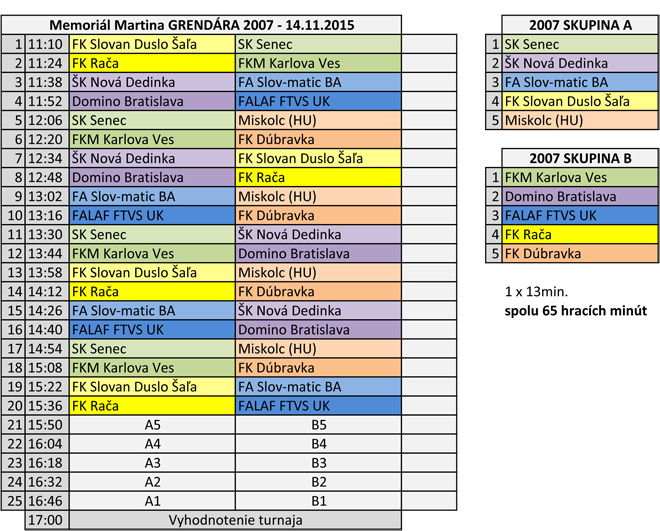 Memoriál Martina GRENDÁRA 2007 - 14.11.2015
1 11:10 FK Slovan Duslo Šaľa SK Senec
2 11:24 FK Rača FKM Karlova Ves
3 11:38 ŠK Nová Dedinka FA Slov-matic BA
4 11:52 Domino Bratislava FALAF FTVS UK
5 12:06 SK Senec Miskolc (HU)
6 12:20 FKM Karlova Ves FK Dúbravka
7 12:34 ŠK Nová Dedinka FK Slovan Duslo Šaľa
8 12:48 Domino Bratislava FK Rača
9 13:02 FA Slov-matic BA Miskolc (HU)
10 13:16 FALAF FTVS UK FK Dúbravka
11 13:30 SK Senec ŠK Nová Dedinka
12 12:44 FKM Karlova Ves Domino Bratislava
13 13:58 FK Slovan Duslo Šaľa Miskolc (HU)
14 14:12 FK Rača FK Dúbravka
15 14:26 FA Slov-matic BA ŠK Nová Dedinka
16 14:40 FALAF FTVS UK Domino Bratislava
17 14:54 SK Senec Miskolc (HU)
18 15:08 FKM Karlova Ves FK Dúbravka
19 15:22 FK Slovan Duslo Šaľa FA Slov-matic BA
20 15:36 FK Rača FALAF FTVS UK
21 15:50 A5 B5
22 16:04 A4 B4
23 16:18 A3 B3
24 16:32 A2 B2
25 16:46 A1 B1
17:00 Vyhodnotenie turnaja
2007 SKUPINA A
1 SK Senec
2 ŠK Nová Dedinka
3 FA Slov-matic BA
4 FK Slovan Duslo Šaľa
5 Miskolc (HU)
2007 SKUPINA B
1 FKM Karlova Ves
2 Domino Bratislava
3 FALAF FTVS UK
4 FK Rača
5 FK Dúbravka
1 x 13min.
spolu 65 hracích minút